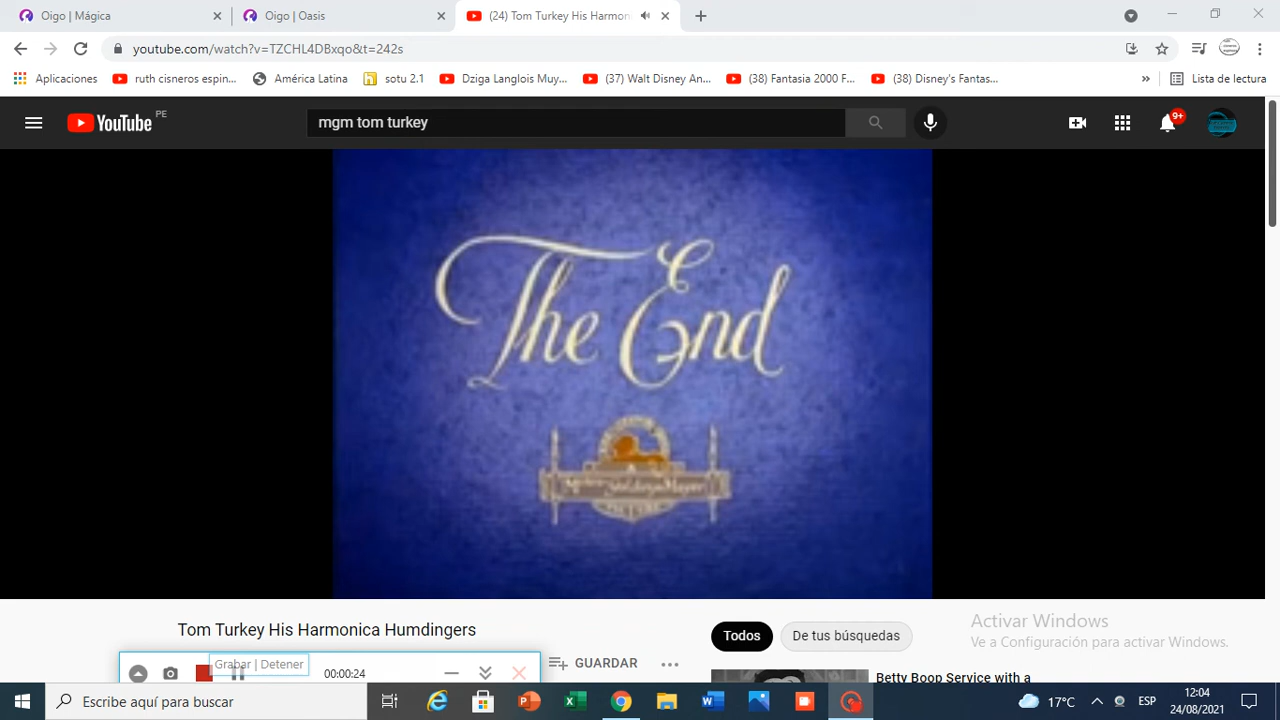 Oigo | Mágica
Oigo | Oasis
(24) Tom Turkey His Harmon
youtube.com/watch?v=TZCHL4DBxqo&t=242s
Aplicaciones
ruth cisneros espin...
América Latina
sotu 2.1
Dziga Langlois Muy...
(37) Walt Disney An...
(38) Fantasia 2000 F...
(38) Disney's Fantas...
»
Lista de lectura
YouTube PE
mgm tom turkey
9+
The End
Metro Goldwyn Mayer
Tom Turkey His Harmonica Humdingers
Todos
De tus búsquedas
Activar Windows
Ve a Configuración para activar Windows.
Grabar | Detener
00:00:24
GUARDAR
Betty Boop Service with a
Escribe aquí para buscar
17°C
ESP
12:04
24/08/2021